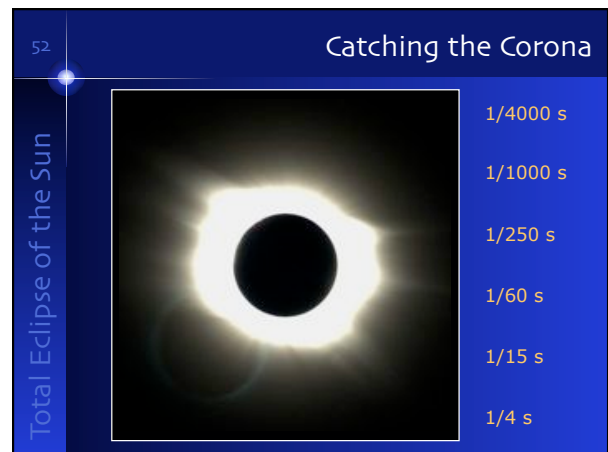 52
Catching the Corona
Total Eclipse of the Sun
1/4000 s
1/1000 s
1/250 s
1/60 s
1/15 s
1/4 s